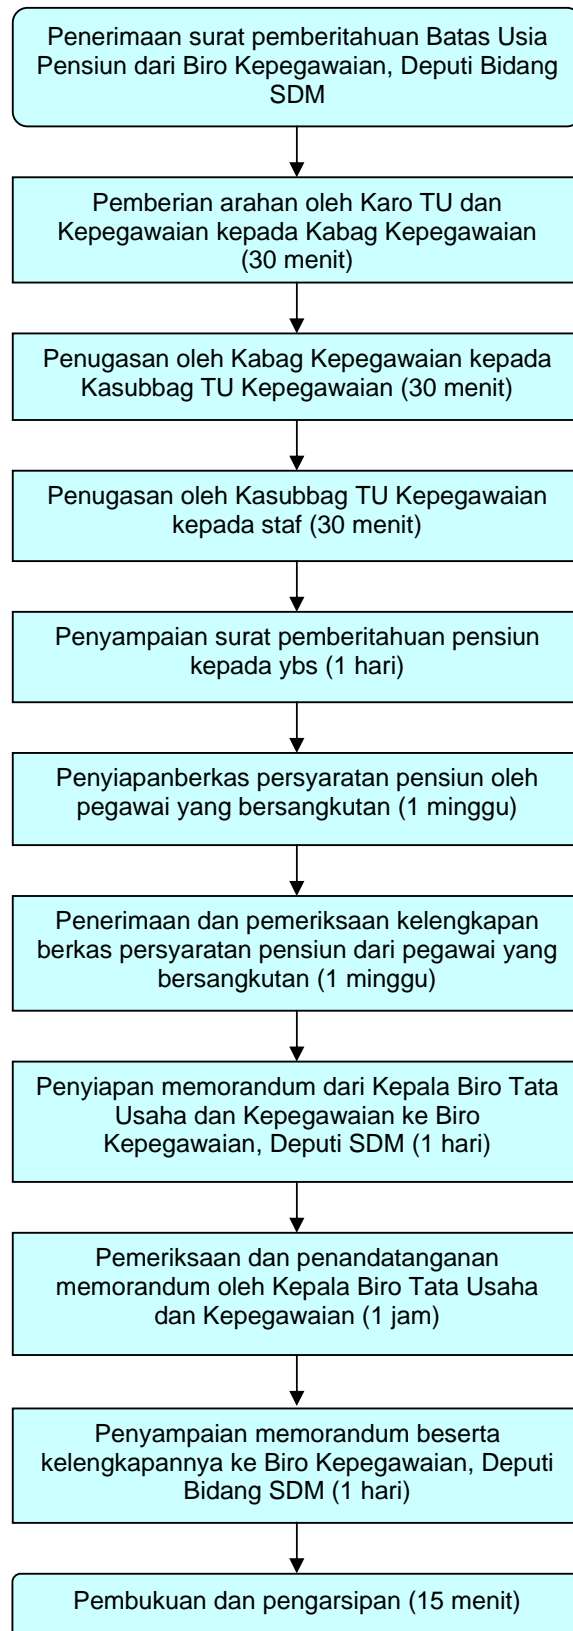 Penerimaan surat pemberitahuan Batas Usia
Pensiun dari Biro Kepegawaian, Deputi Bidang
SDM
Pemberian arahan oleh Karo TU dan
Kepegawaian kepada Kabag Kepegawaian
(30 menit)
Penugasan oleh Kabag Kepegawaian kepada
Kasubbag TU Kepegawaian (30 menit)
Penugasan oleh Kasubbag TU Kepegawaian
kepada staf (30 menit)
Penyampaian surat pemberitahuan pensiun
kepada ybs (1 hari)
Penyiapanberkas persyaratan pensiun oleh
pegawai yang bersangkutan (1 minggu)
Penerimaan dan pemeriksaan kelengkapan
berkas persyaratan pensiun dari pegawai yang
bersangkutan (1 minggu)
Penyiapan memorandum dari Kepala Biro Tata
Usaha dan Kepegawaian ke Biro
Kepegawaian, Deputi SDM (1 hari)
Pemeriksaan dan penandatanganan
memorandum oleh Kepala Biro Tata Usaha
dan Kepegawaian (1 jam)
Penyampaian memorandum beserta
kelengkapannya ke Biro Kepegawaian, Deputi
Bidang SDM (1 hari)
Pembukuan dan pengarsipan (15 menit)